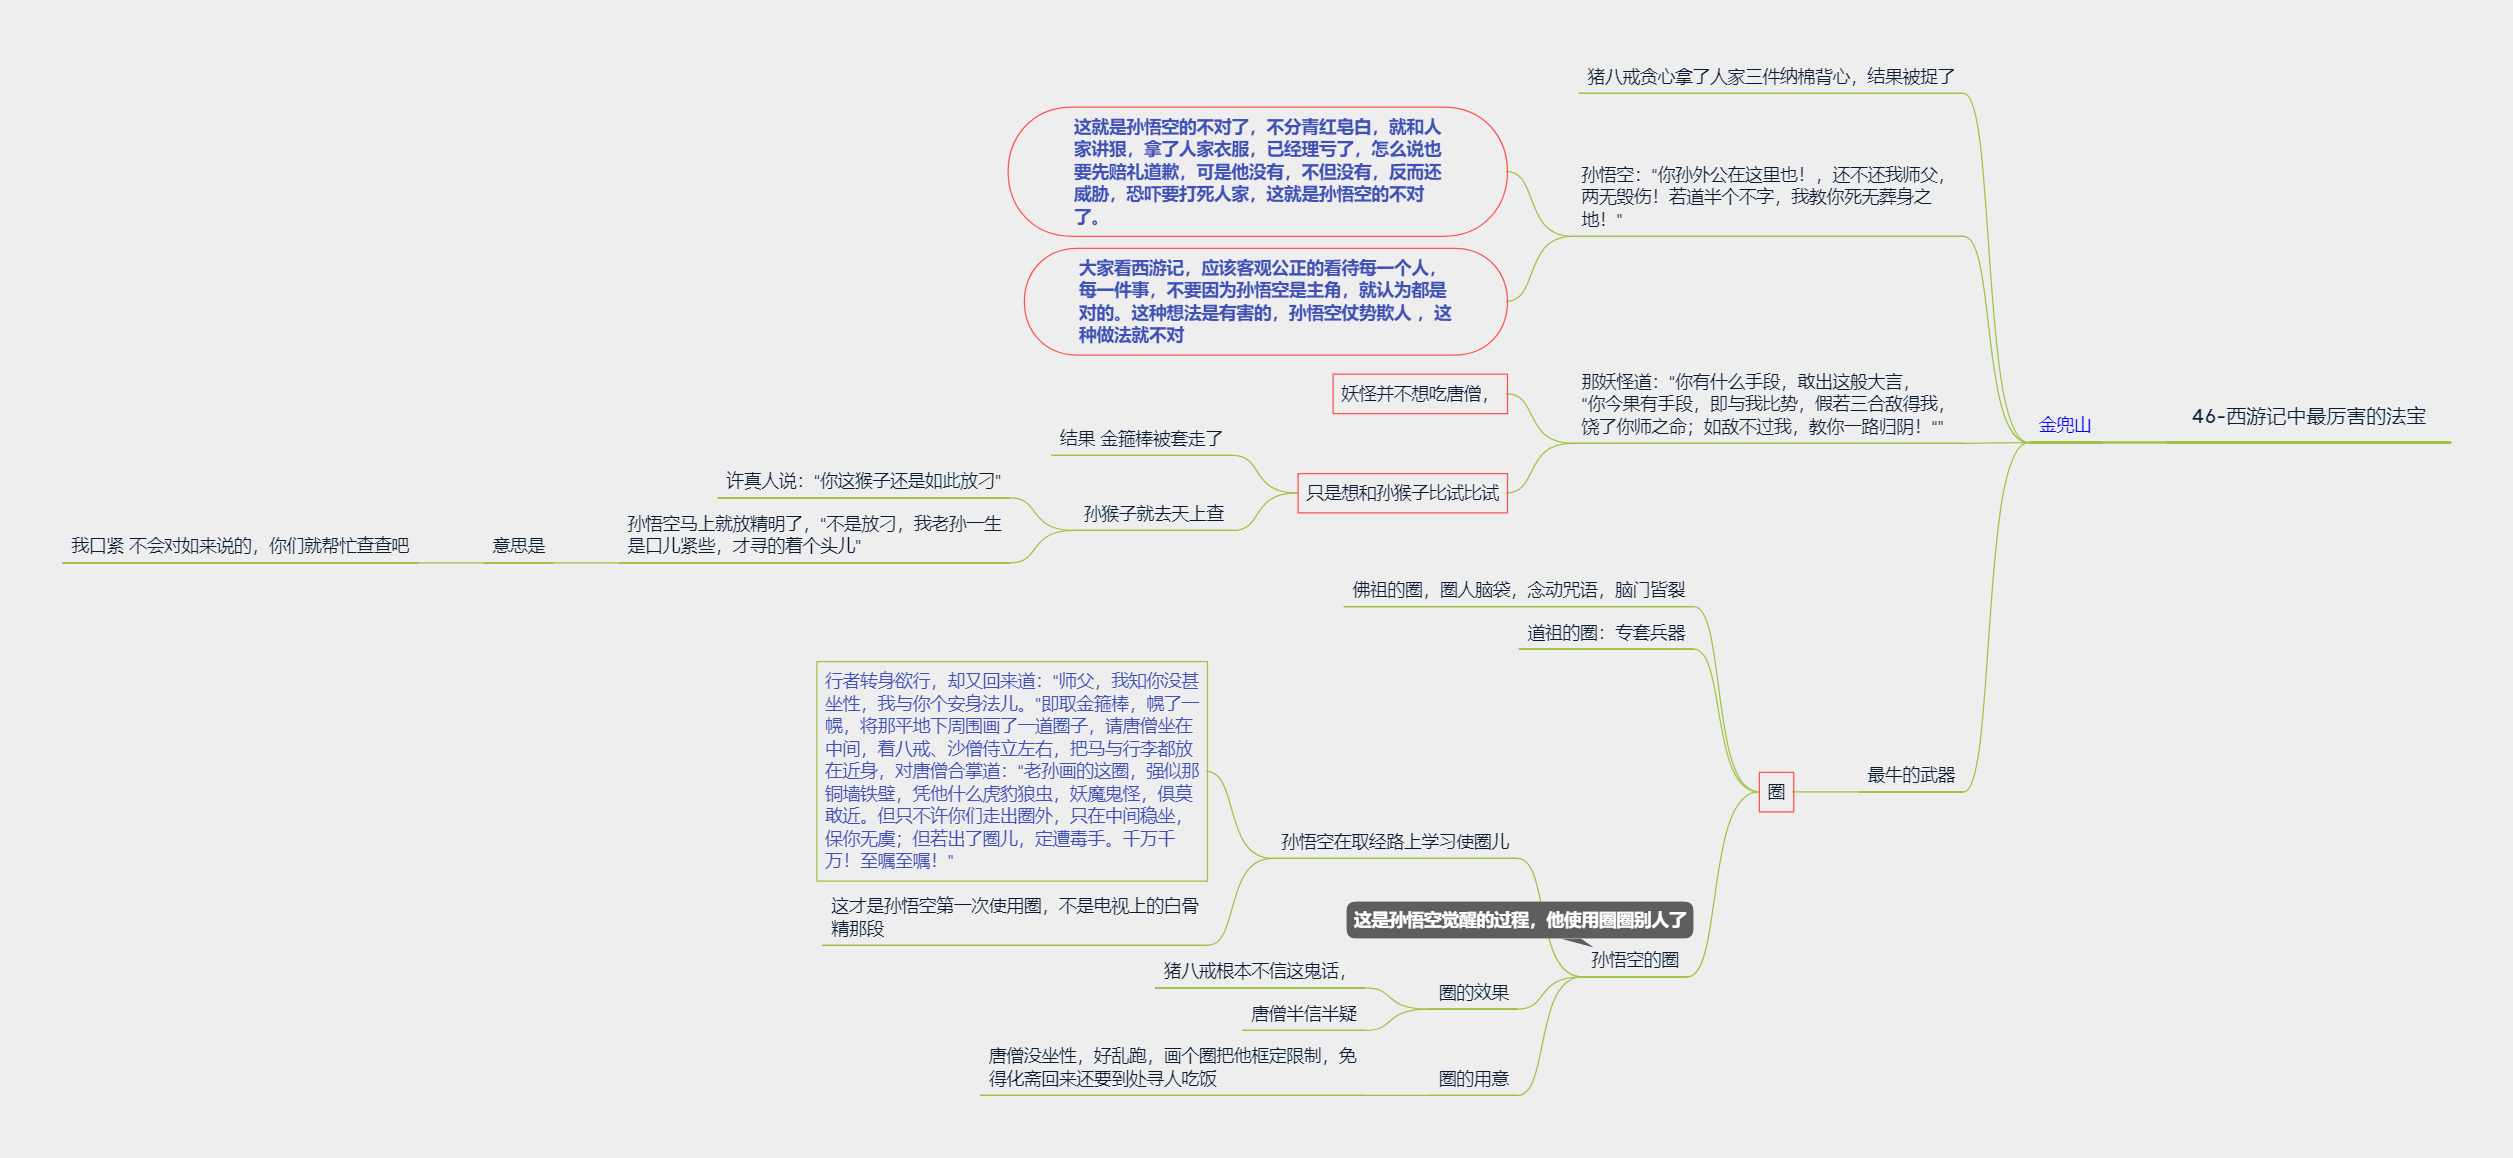 46-西游记中最厉害的法宝
金兜山
猪八戒贪心拿了人家三件纳棉背心，结果被捉了
孙悟空："你孙外公在这里也！，还不还我师父，
两无毁伤！若道半个不字，我教你死无葬身之
地！"
这就是孙悟空的不对了，不分青红皂白，就和人
家讲狠，拿了人家衣服，已经理亏了，怎么说也
要先赔礼道歉，可是他没有，不但没有，反而还
威胁，恐吓要打死人家，这就是孙悟空的不对
了。
大家看西游记，应该客观公正的看待每一个人，
每一件事，不要因为孙悟空是主角，就认为都是
对的。这种想法是有害的，孙悟空仗势欺人 ，这
种做法就不对
那妖怪道："你有什么手段，敢出这般大言，
"你今果有手段，即与我比势，假若三合敌得我，
饶了你师之命；如敌不过我，教你一路归阴！""
妖怪并不想吃唐僧，
只是想和孙猴子比试比试
结果 金箍棒被套走了
孙猴子就去天上查
许真人说："你这猴子还是如此放刁"
孙悟空马上就放精明了，"不是放刁，我老孙一生
是口儿紧些，才寻的着个头儿"
意思是
我口紧 不会对如来说的，你们就帮忙查查吧
最牛的武器
圈
佛祖的圈，圈人脑袋，念动咒语，脑门皆裂
道祖的圈：专套兵器
孙悟空的圈
这是孙悟空觉醒的过程，他使用圈圈别人了
孙悟空在取经路上学习使圈儿
行者转身欲行，却又回来道："师父，我知你没甚
坐性，我与你个安身法儿。"即取金箍棒，幌了一
幌，将那平地下周围画了一道圈子，请唐僧坐在
中间，着八戒、沙僧侍立左右，把马与行李都放
在近身，对唐僧合掌道："老孙画的这圈，强似那
铜墙铁壁，凭他什么虎豹狼虫，妖魔鬼怪，俱莫
敢近。但只不许你们走出圈外，只在中间稳坐，
保你无虞；但若出了圈儿，定遭毒手。千万千
万！至嘱至嘱！"
这才是孙悟空第一次使用圈，不是电视上的白骨
精那段
圈的效果
猪八戒根本不信这鬼话，
唐僧半信半疑
圈的用意
唐僧没坐性，好乱跑，画个圈把他框定限制，免
得化斋回来还要到处寻人吃饭